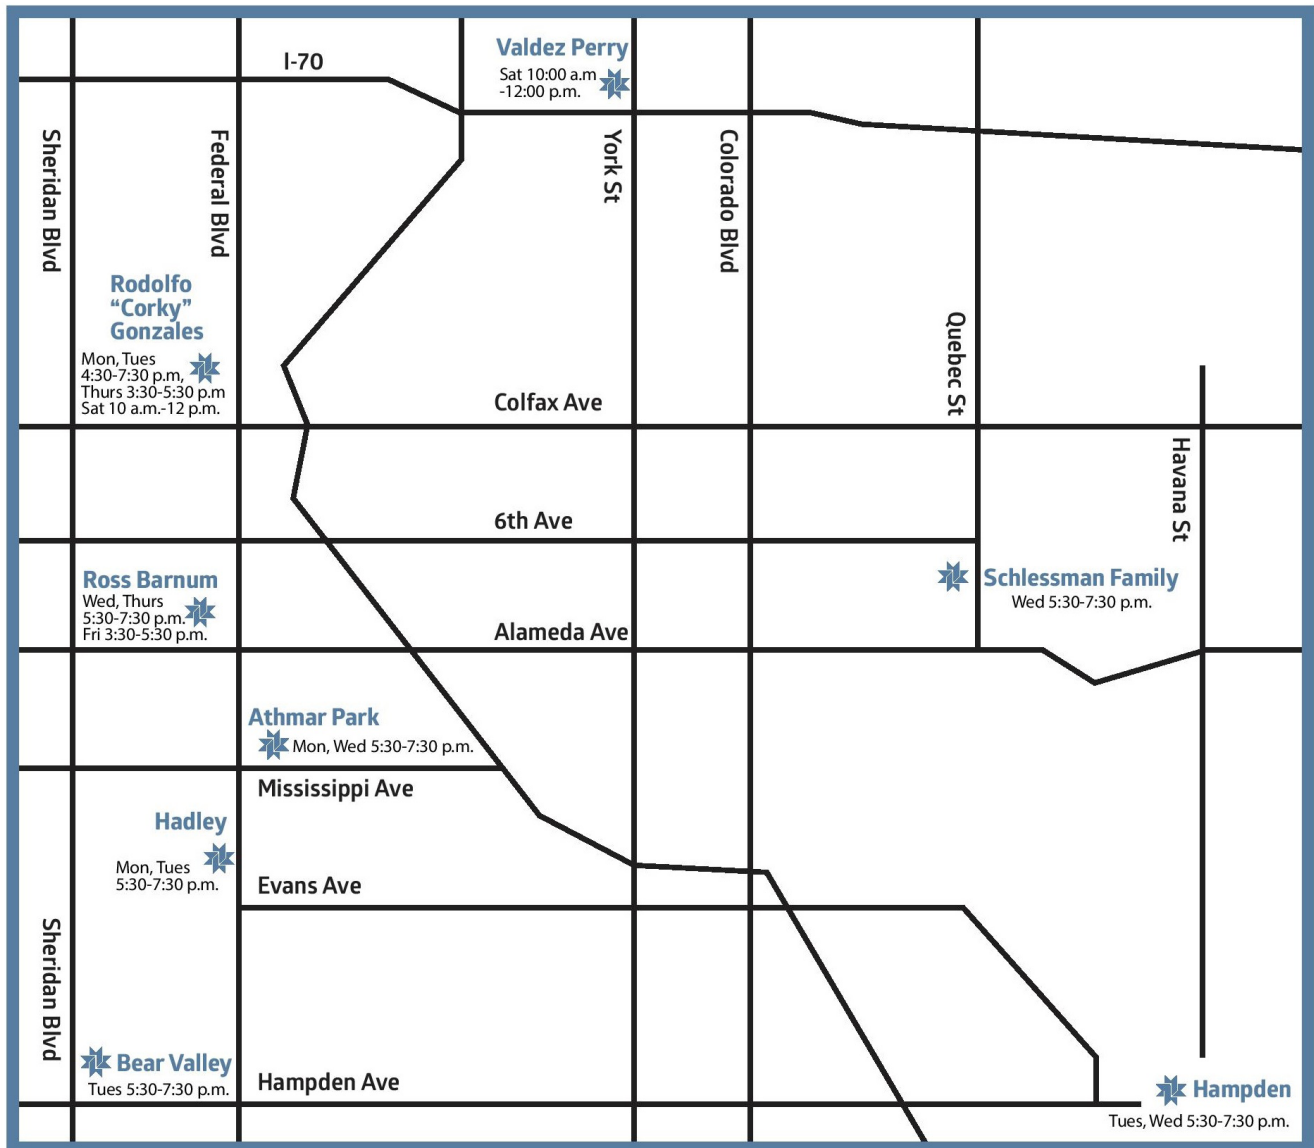 I-70
Valdez Perry
Sat 10:00 a.m
-12:00 p.m.
Sheridan Blvd
Federal Blvd
York St
Colorado Blvd
Rodolfo
“Corky”
Gonzales
Mon, Tues
4:30-7:30 p.m,
Thurs 3:30-5:30 p.m
Sat 10 a.m.-12 p.m.
Quebec St
Colfax Ave
Havana St
6th Ave
Ross Barnum
Wed, Thurs
5:30-7:30 p.m.
Fri 3:30-5:30 p.m.
Schlessman Family
Wed 5:30-7:30 p.m.
Alameda Ave
Athmar Park
Mon, Wed 5:30-7:30 p.m.
Mississippi Ave
Hadley
Mon, Tues
5:30-7:30 p.m.
Evans Ave
Sheridan Blvd
Bear Valley
Tues 5:30-7:30 p.m.
Hampden Ave
Hampden
Tues, Wed 5:30-7:30 p.m.